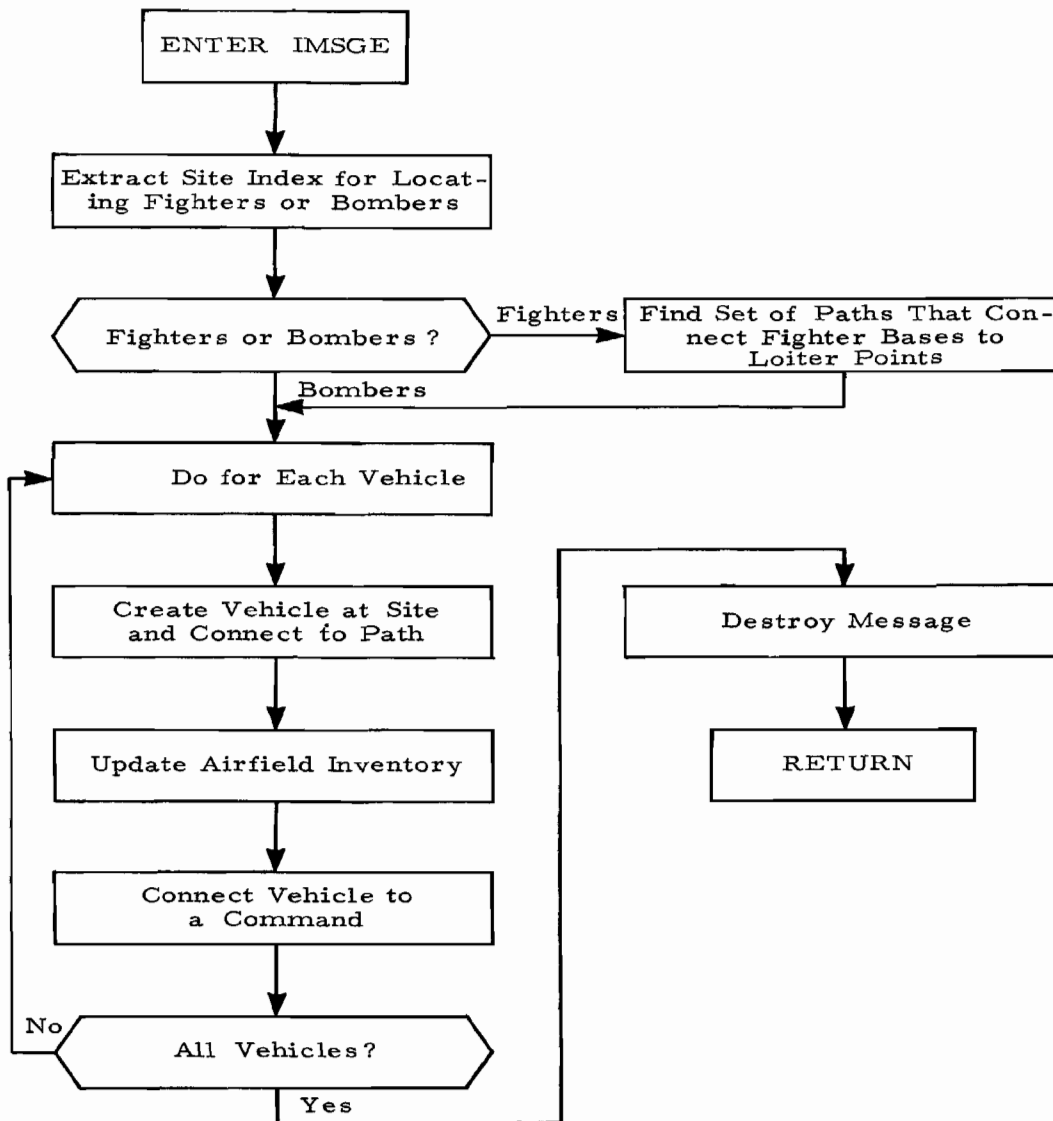 ENTER IMSGE
Extract Site Index for Locat-
ing Fighters or Bombers
Fighters or Bombers ?
Fighters
Find Set of Paths That Con-
nect Fighter Bases to
Loiter Points
Bombers
Do for Each Vehicle
Create Vehicle at Site
and Connect to Path
Update Airfield Inventory
Connect Vehicle to
a Command
No
All Vehicles?
Yes
Destroy Message
RETURN